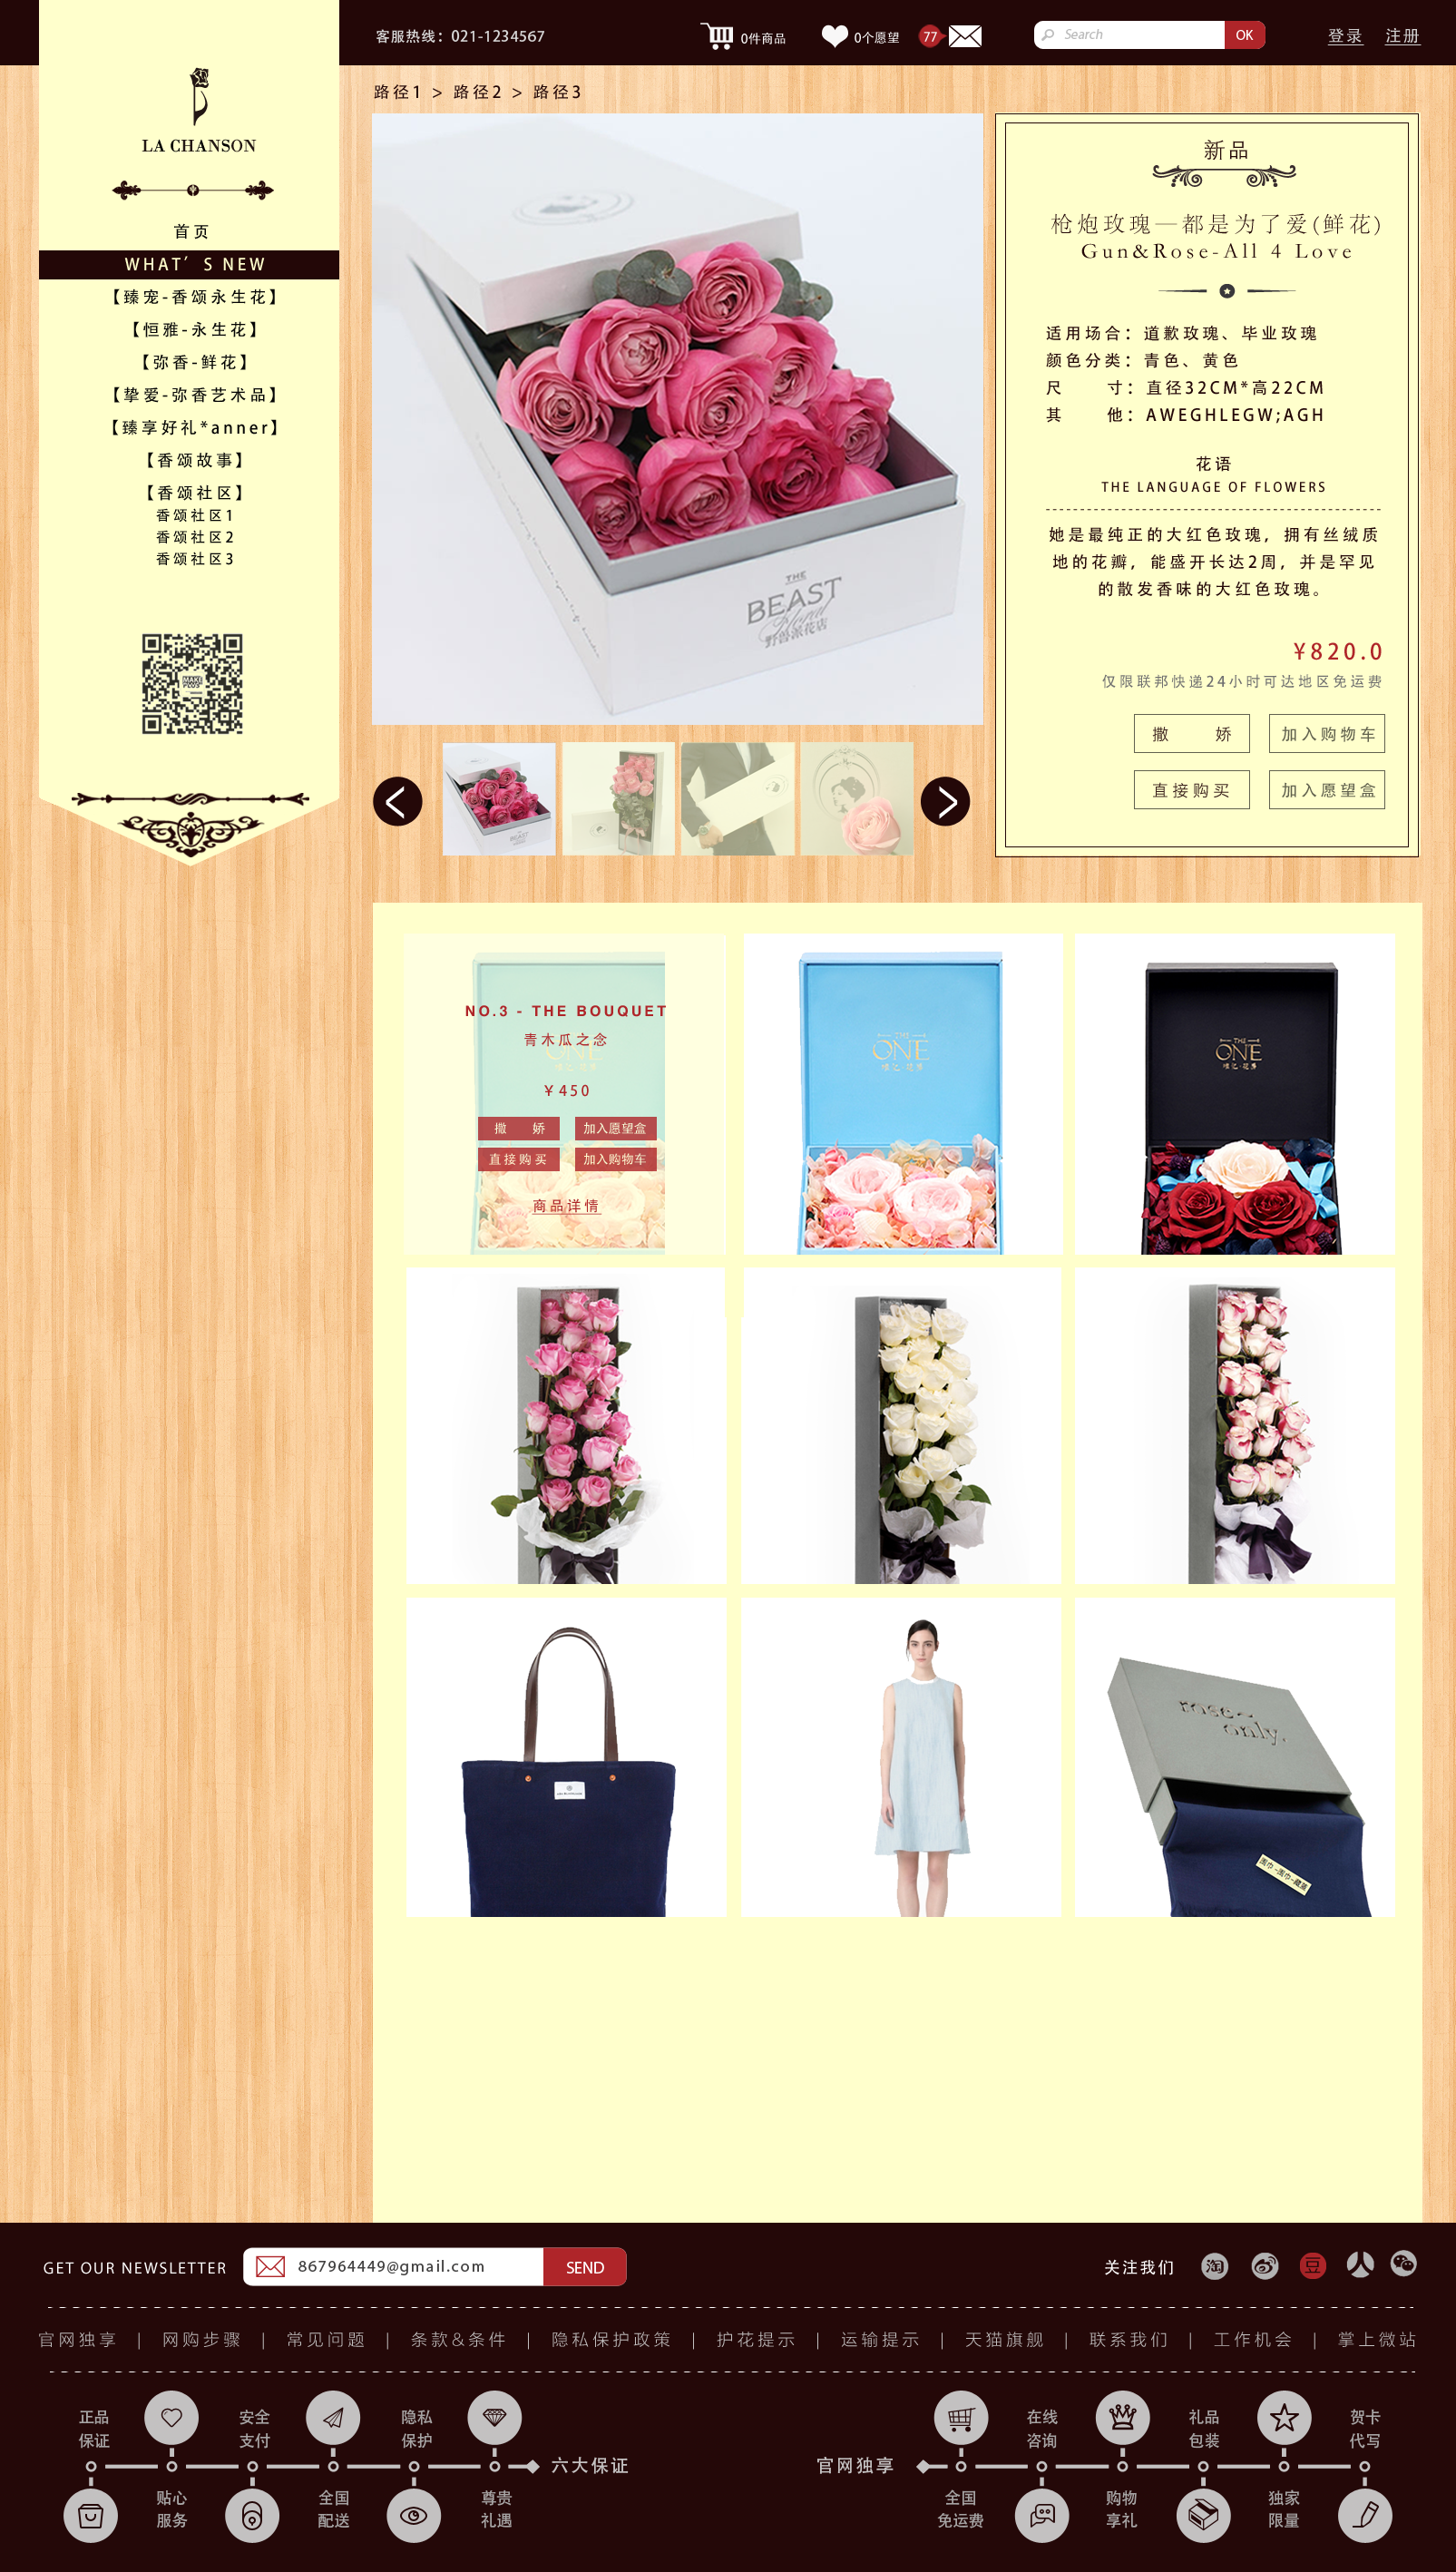 客服热线：021-1234567
0件商品
0个愿望
77
Search
OK
登录
注册
LA CHANSON
首页
WHAT'S NEW
【臻宠-香颂永生花】
【恒雅-永生花】
【弥香-鲜花】
【挚爱-弥香艺术品】
【臻享好礼*anner】
【香颂故事】
【香颂社区】
香颂社区1
香颂社区2
香颂社区3
MAKE
PLUS
路径1 > 路径2 > 路径3
THE
BEAST
新品
枪炮玫瑰—都是为了爱(鲜花)
Gun&Rose-All 4 Love
适用场合：道歉玫瑰、毕业玫瑰
颜色分类：青色、黄色
尺 寸：直径32CM*高22CM
其 他：AWEGHLEGW;AGH
花语
THE LANGUAGE OF FLOWERS
她是最纯正的大红色玫瑰，拥有丝绒质
地的花瓣，能盛开长达2周，并是罕见
的散发香味的大红色玫瑰。
¥820.0
仅限联邦快递24小时可达地区免运费
撒 娇
加入购物车
直接购买
加入愿望盒
BEAST
NO.3 - THE BOUQUET
青木瓜之念
ONE
￥450
撒 娇
加入愿望盒
直接购买
加入购物车
商品详情
THE
ONE
THE
ONE
rose
only.
GET OUR NEWSLETTER
867964449@gmail.com
SEND
关注我们
淘
豆
官网独享 | 网购步骤 | 常见问题 | 条款&条件 | 隐私保护政策 | 护花提示 | 运输提示 | 天猫旗舰 | 联系我们 | 工作机会 | 掌上微站
正品
保证
贴心
服务
安全
支付
全国
配送
隐私
保护
尊贵
礼遇
六大保证
官网独享
全国
免运费
在线
咨询
购物
享礼
礼品
包装
独家
限量
贺卡
代写